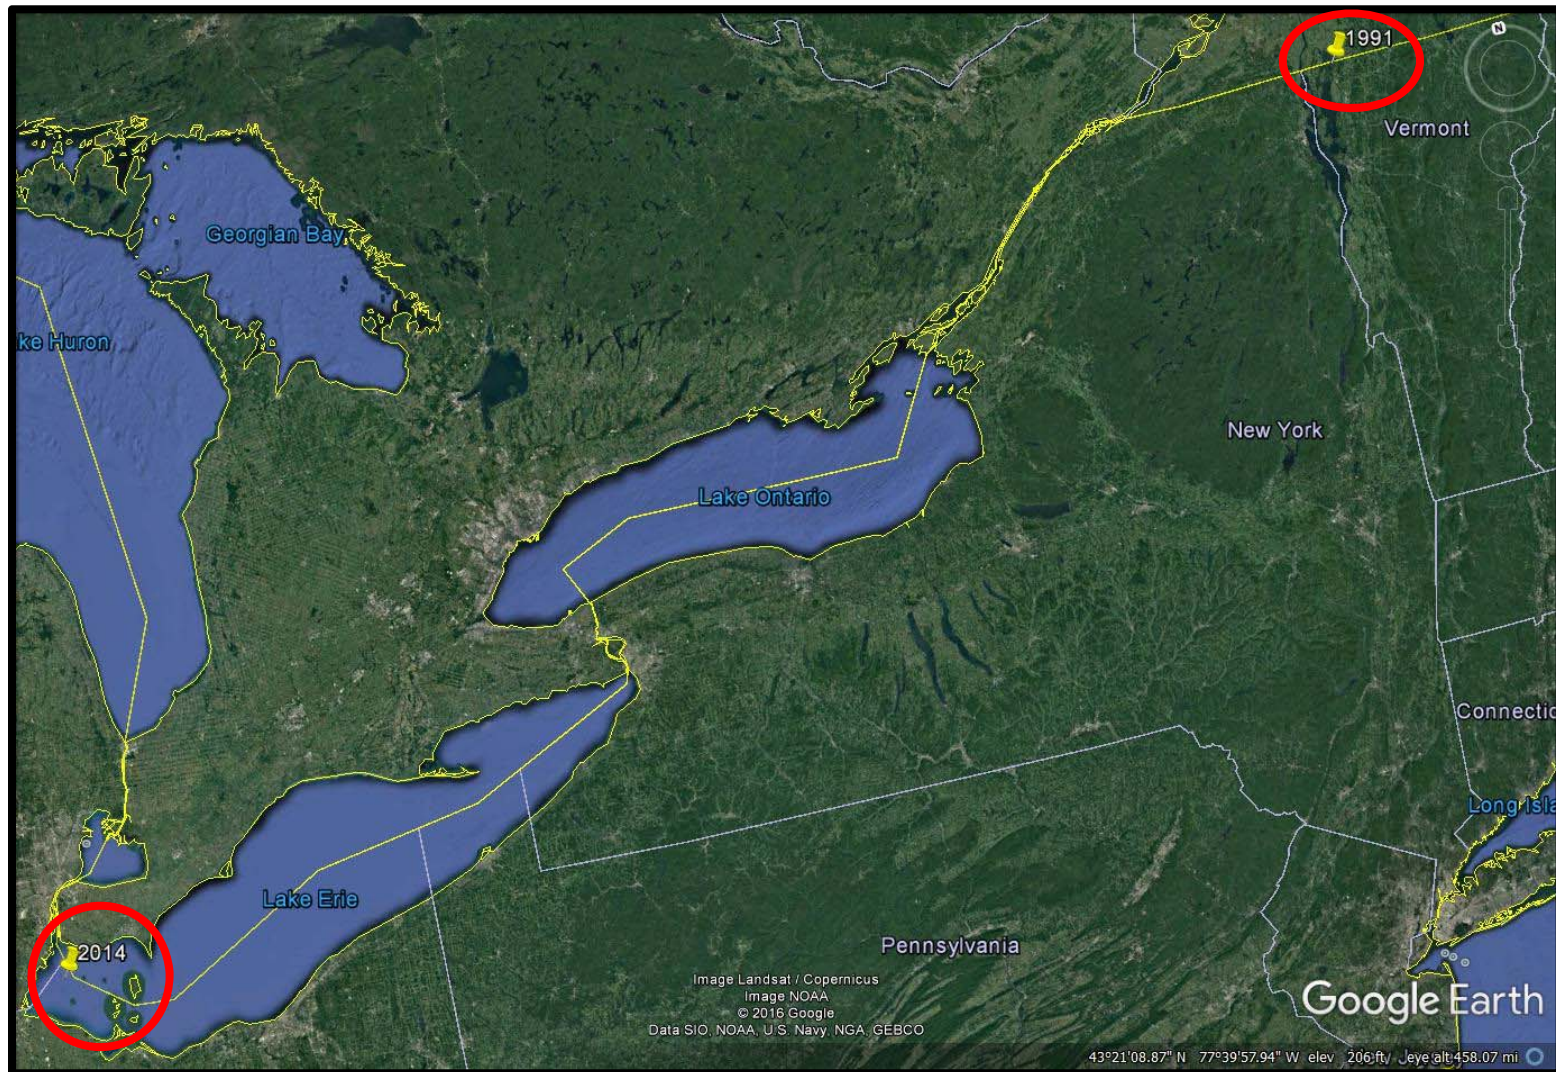 1991
N
Vermont
Georgian Bay
ke Huron
New York
Lake Ontario
Connectic
Long Isla
Lake Erie
2014
Pennsylvania
Image Landsat / Copernicus
Image NOAA
© 2016 Google
Data SIO, NOAA, U.S. Navy, NGA, GEBCO
Google Earth
43°21'08.87" N 77°39'57.94" W elev 206 ft eye alt 458.07 mi